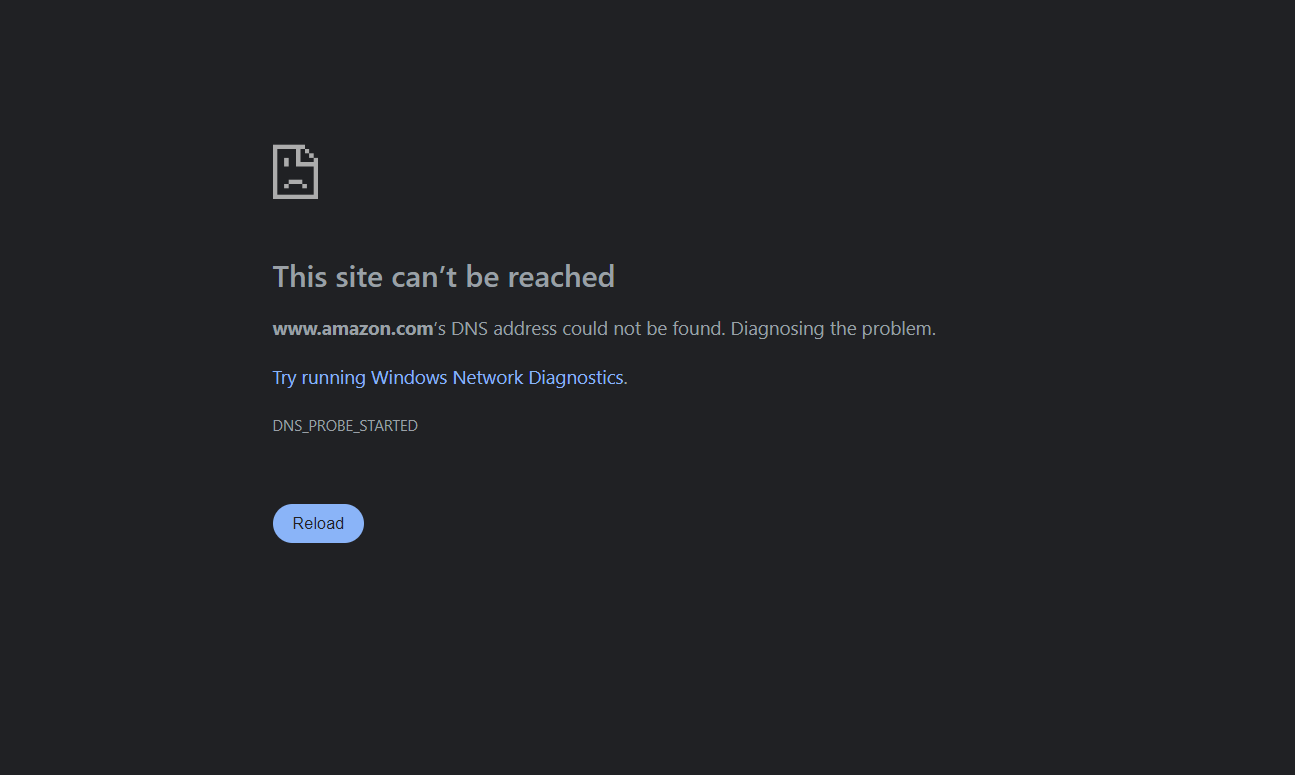 This site can’t be reached
www.amazon.com’s DNS address could not be found. Diagnosing the problem.
Try running Windows Network Diagnostics.
DNS_PROBE_STARTED
Reload